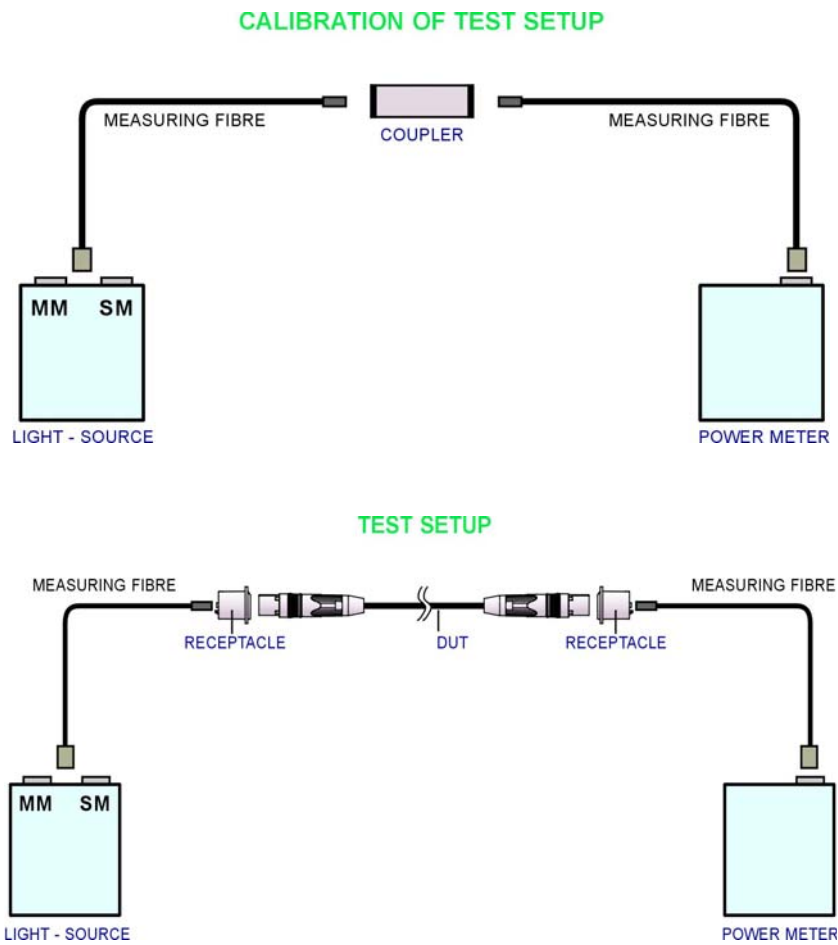 CALIBRATION OF TEST SETUP
MEASURING FIBRE
MEASURING FIBRE
COUPLER
MM SM
LIGHT - SOURCE
POWER METER
TEST SETUP
MEASURING FIBRE
MEASURING FIBRE
RECEPTACLE
DUT
RECEPTACLE
MM SM
LIGHT - SOURCE
POWER METER